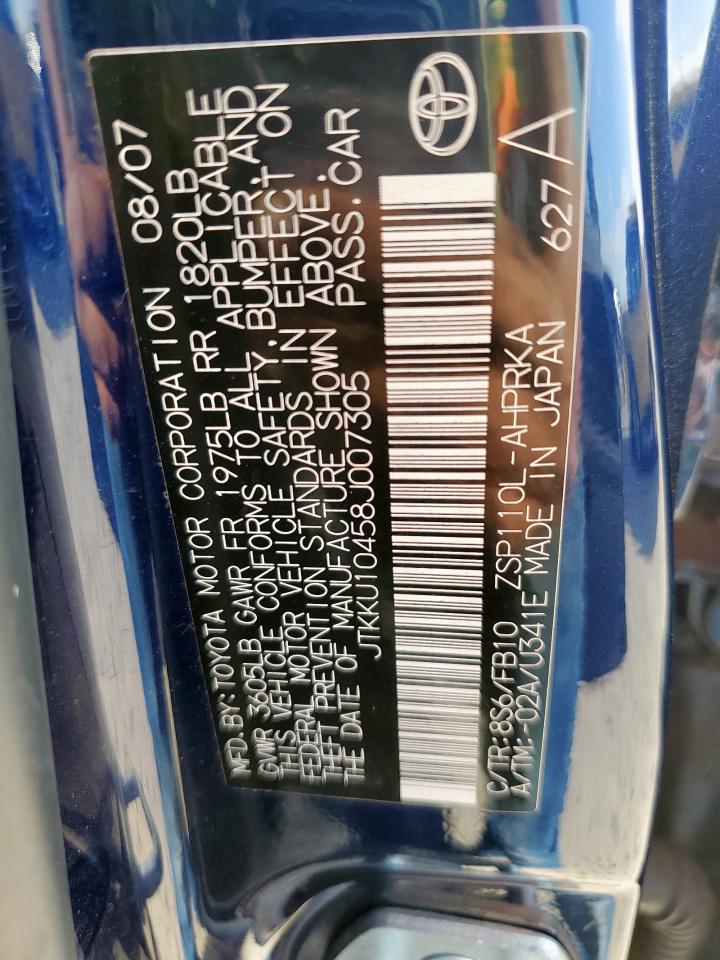 MFD BY: TOYOTA MOTOR CORPORATION 08/07
GVWR 3605LB GAWR FR 1975LB RR 1820LB
THIS VEHICLE CONFORMS TO ALL APPLICABLE
FEDERAL MOTOR VEHICLE SAFETY, BUMPER, AND
THEFT PREVENTION STANDARDS IN EFFECT ON
THE DATE OF MANUFACTURE SHOWN ABOVE.
JTKKU10458J007305 PASS. CAR
C/TR: 8S6/FB10 ZSP110L-AHPRKA 627 A
A/TM: -02A/U341E MADE IN JAPAN